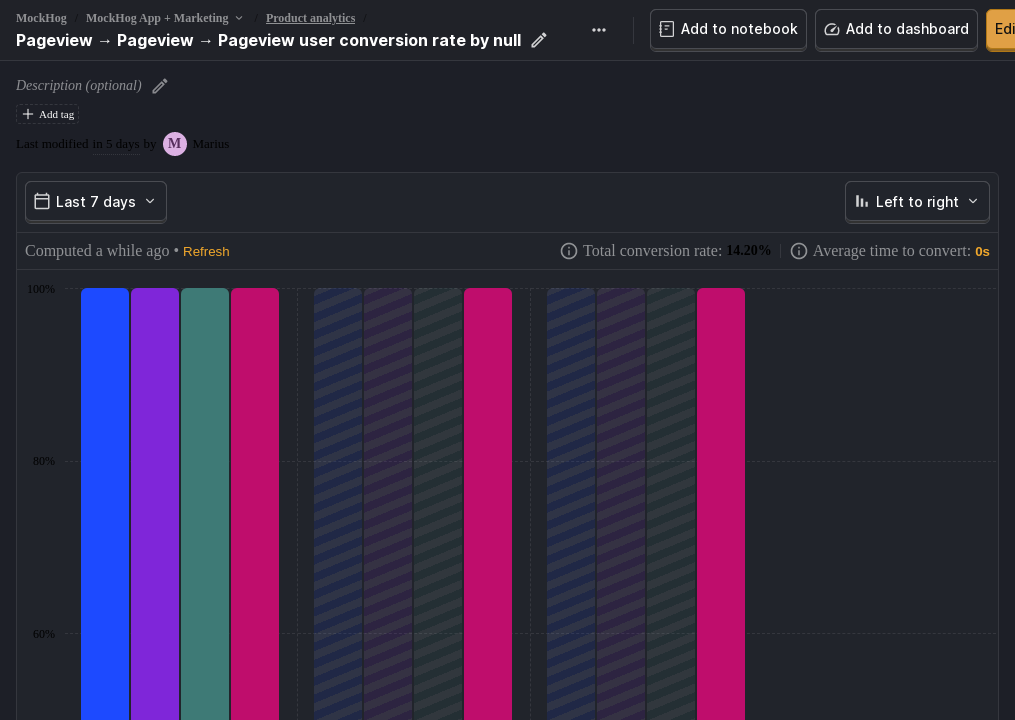 MockHog / MockHog App + Marketing / Product analytics /
Pageview → Pageview → Pageview user conversion rate by null
Add to notebook
Add to dashboard
Edi
Description (optional)
Add tag
Last modified in 5 days by M Marius
Last 7 days
Left to right
Computed a while ago • Refresh
Total conversion rate: 14.20%
Average time to convert: 0s
100%
80%
60%